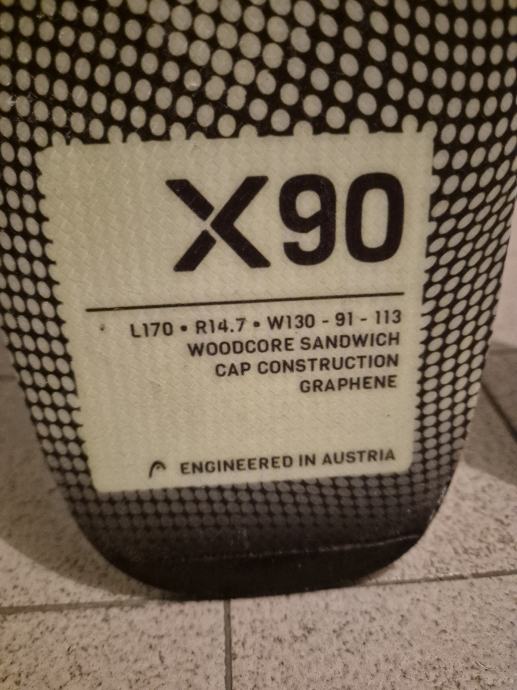 X90
L170 • R14.7 • W130 - 91 - 113
WOODCORE SANDWICH
CAP CONSTRUCTION
GRAPHENE
ENGINEERED IN AUSTRIA